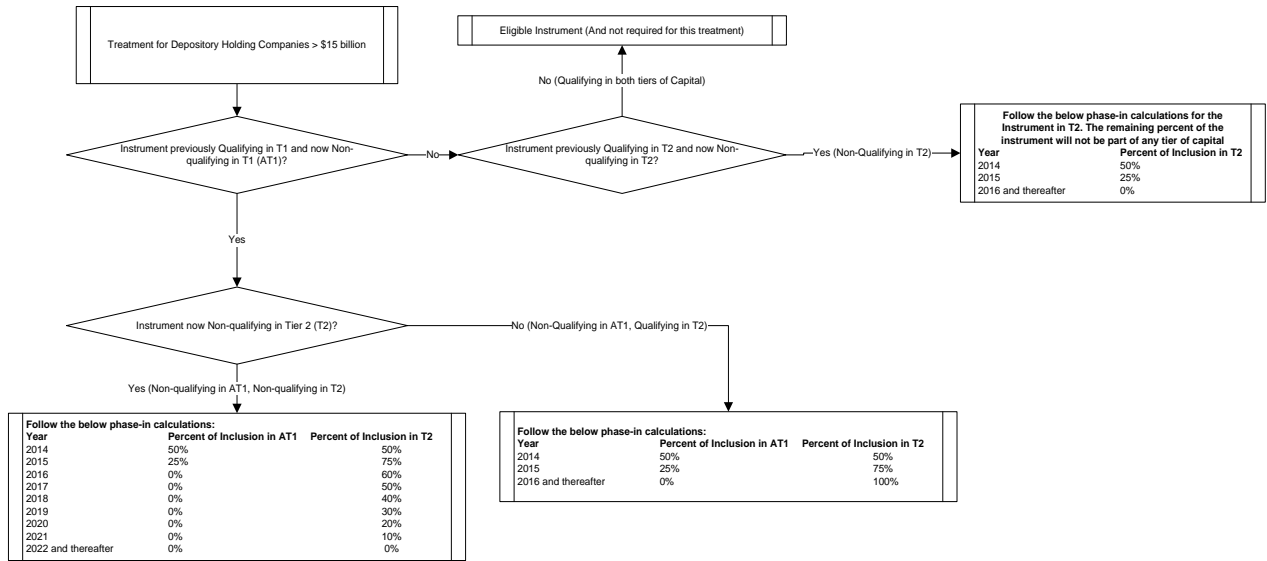 Treatment for Depository Holding Companies > $15 billion
Eligible Instrument (And not required for this treatment)
No (Qualifying in both tiers of Capital)
Instrument previously Qualifying in T1 and now Non-
qualifying in T1 (AT1)?
No
Instrument previously Qualifying in T2 and now Non-
qualifying in T2?
Yes (Non-Qualifying in T2)
Follow the below phase-in calculations for the
Instrument in T2. The remaining percent of the
instrument will not be part of any tier of capital
Year Percent of Inclusion in T2
2014 50%
2015 25%
2016 and thereafter 0%
Yes
Instrument now Non-qualifying in Tier 2 (T2)?
No (Non-Qualifying in AT1, Qualifying in T2)
Yes (Non-qualifying in AT1, Non-qualifying in T2)
Follow the below phase-in calculations:
Year Percent of Inclusion in AT1 Percent of Inclusion in T2
2014 50% 50%
2015 25% 75%
2016 0% 60%
2017 0% 50%
2018 0% 40%
2019 0% 30%
2020 0% 20%
2021 0% 10%
2022 and thereafter 0% 0%
Follow the below phase-in calculations:
Year Percent of Inclusion in AT1 Percent of Inclusion in T2
2014 50% 50%
2015 25% 75%
2016 and thereafter 0% 100%